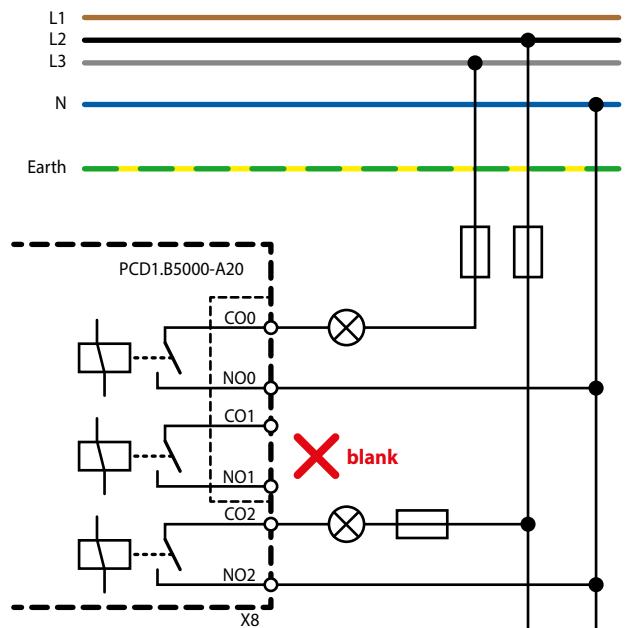 L1
L2
L3
N
Earth
PCD1.B5000-A20
CO0
NO0
CO1
blank
NO1
CO2
NO2
X8